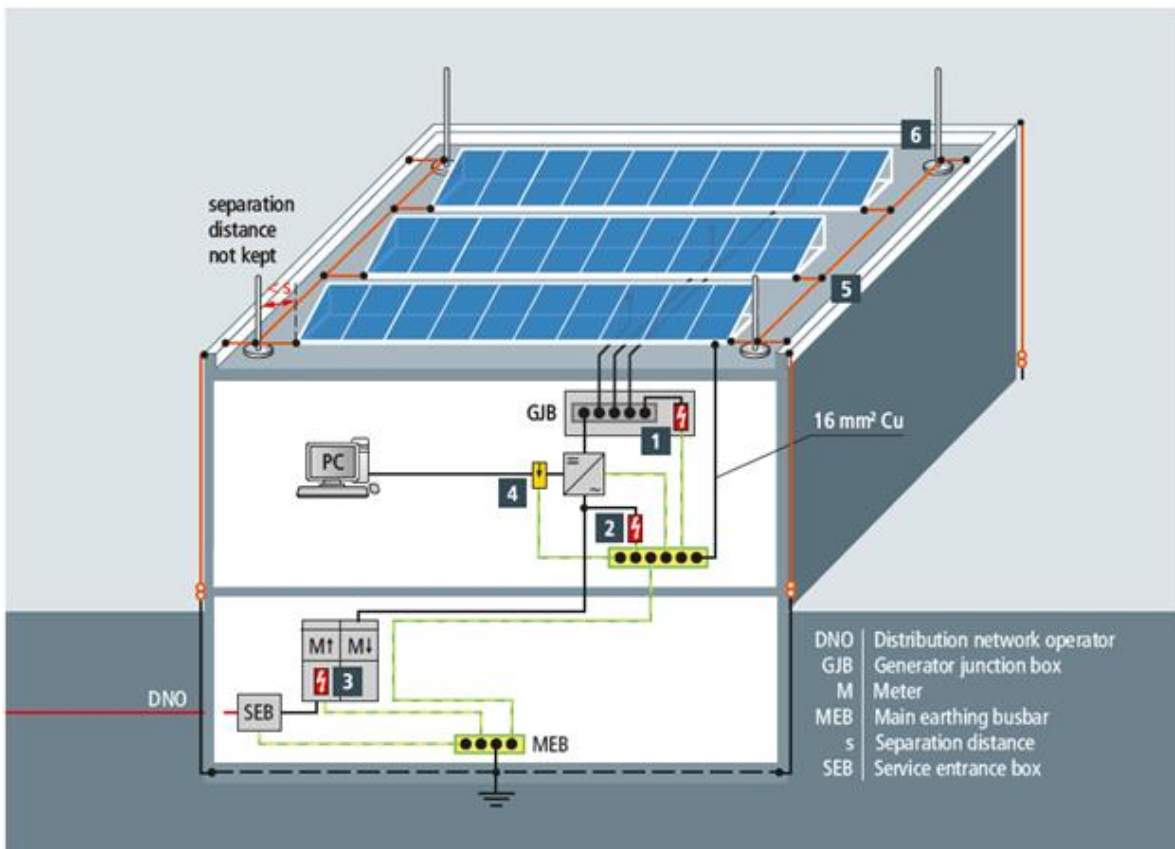 6
separation
distance
not kept
< s
5
GJB
1
16 mm² Cu
PC
4
2
M↑ M↓
3
DNO
SEB
MEB
DNO Distribution network operator
GJB Generator junction box
M Meter
MEB Main earthing busbar
s Separation distance
SEB Service entrance box